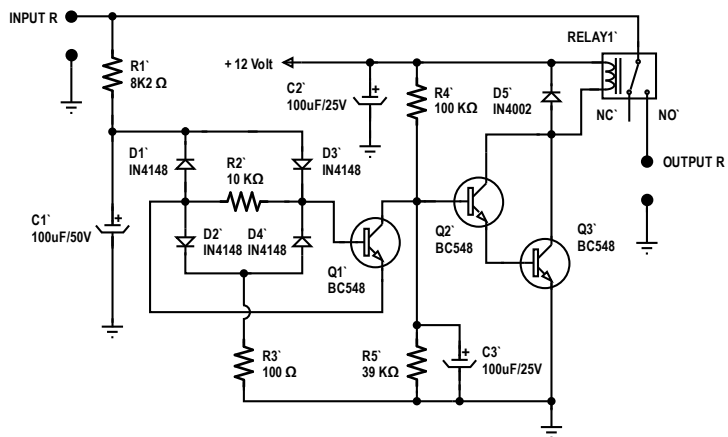 INPUT R
R1`
8K2 Ω
+ 12 Volt
C2`
100uF/25V
R4`
100 KΩ
D5`
IN4002
RELAY1`
NC`
NO`
OUTPUT R
D1`
IN4148
R2`
10 KΩ
D3`
IN4148
C1`
100uF/50V
D2`
IN4148
D4`
IN4148
Q1`
BC548
Q2`
BC548
Q3`
BC548
R3`
100 Ω
R5`
39 KΩ
C3`
100uF/25V
+
+
+